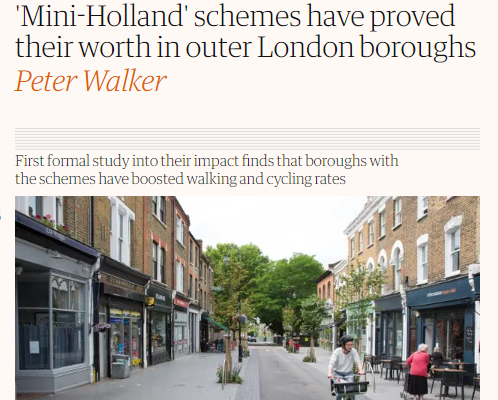 'Mini-Holland' schemes have proved
their worth in outer London boroughs
Peter Walker
First formal study into their impact finds that boroughs with
the schemes have boosted walking and cycling rates